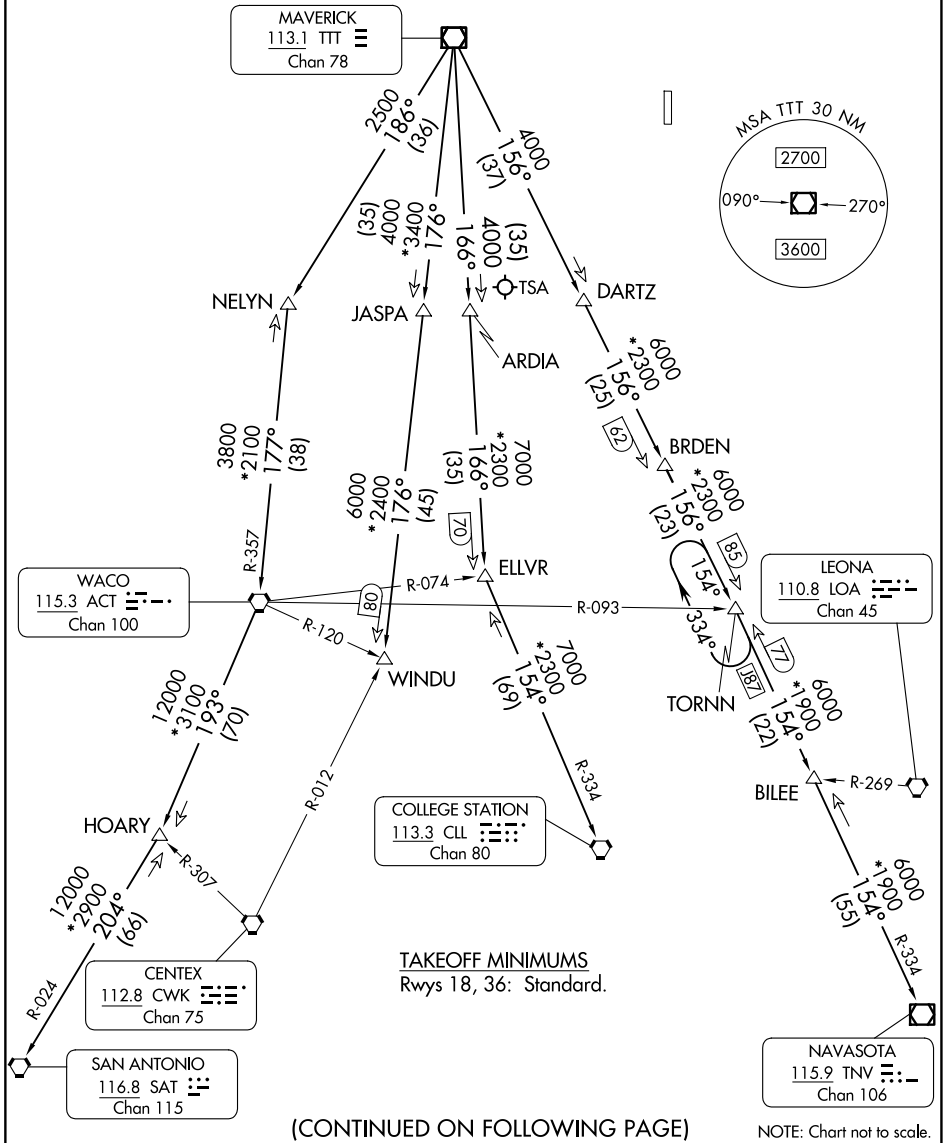 MAVERICK
113.1 TTT
Chan 78
MSA TTT 30 NM
2700
090°
270°
3600
2500
186°
(36)
(35)
4000
*3400
176°
(35)
4000
166°
4000
156°
(37)
TSA
NELYN
JASPA
ARDIA
DARTZ
3800
*2100
177°
(38)
R-357
6000
*2400
176°
(45)
7000
*2300
166°
(35)
6000
*2300
156°
(25)
62
BRDEN
6000
*2300
156°
(23)
85
70
ELLVR
WACO
115.3 ACT
Chan 100
R-074
R-093
R-120
80
WINDU
154°
334°
TORNN
J87
77
LEONA
110.8 LOA
Chan 45
12000
*3100
193°
(70)
R-012
7000
*2300
154°
(69)
R-334
6000
*1900
154°
(22)
BILEE
R-269
HOARY
R-307
COLLEGE STATION
113.3 CLL
Chan 80
12000
*2900
204°
(66)
R-024
6000
*1900
154°
(55)
R-334
CENTEX
112.8 CWK
Chan 75
TAKEOFF MINIMUMS
Rwys 18, 36: Standard.
SAN ANTONIO
116.8 SAT
Chan 115
NAVASOTA
115.9 TNV
Chan 106
(CONTINUED ON FOLLOWING PAGE)
NOTE: Chart not to scale.